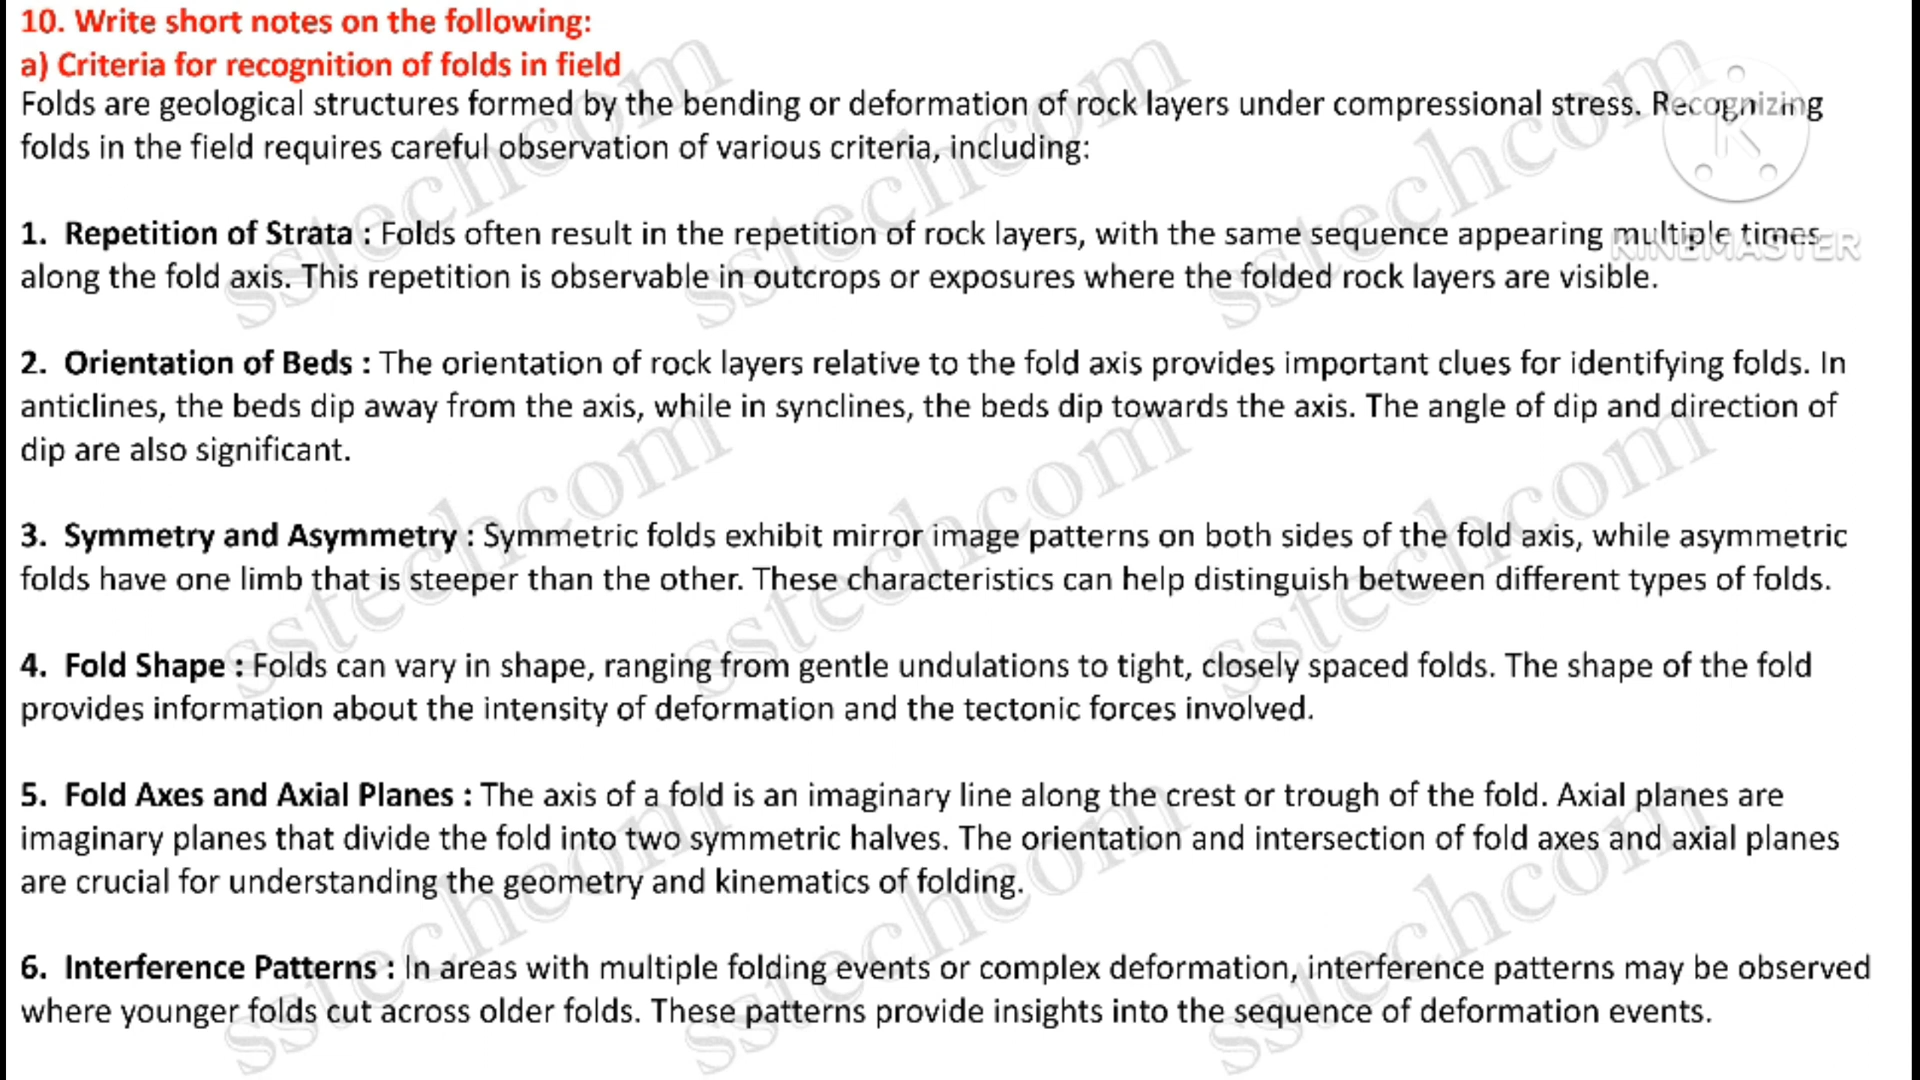 10. Write short notes on the following:
a) Criteria for recognition of folds in field
Folds are geological structures formed by the bending or deformation of rock layers under compressional stress. Recognizing
folds in the field requires careful observation of various criteria, including:
1. Repetition of Strata : Folds often result in the repetition of rock layers, with the same sequence appearing multiple times
along the fold axis. This repetition is observable in outcrops or exposures where the folded rock layers are visible.
2. Orientation of Beds : The orientation of rock layers relative to the fold axis provides important clues for identifying folds. In
anticlines, the beds dip away from the axis, while in synclines, the beds dip towards the axis. The angle of dip and direction of
dip are also significant.
3. Symmetry and Asymmetry : Symmetric folds exhibit mirror image patterns on both sides of the fold axis, while asymmetric
folds have one limb that is steeper than the other. These characteristics can help distinguish between different types of folds.
4. Fold Shape : Folds can vary in shape, ranging from gentle undulations to tight, closely spaced folds. The shape of the fold
provides information about the intensity of deformation and the tectonic forces involved.
5. Fold Axes and Axial Planes : The axis of a fold is an imaginary line along the crest or trough of the fold. Axial planes are
imaginary planes that divide the fold into two symmetric halves. The orientation and intersection of fold axes and axial planes
are crucial for understanding the geometry and kinematics of folding.
6. Interference Patterns : In areas with multiple folding events or complex deformation, interference patterns may be observed
where younger folds cut across older folds. These patterns provide insights into the sequence of deformation events.
K
KINEMASTER
sstechcom
sstechcom
sstechcom
sstechcom
sstechcom
sstechcom
sstechcom
sstechcom
sstechcom